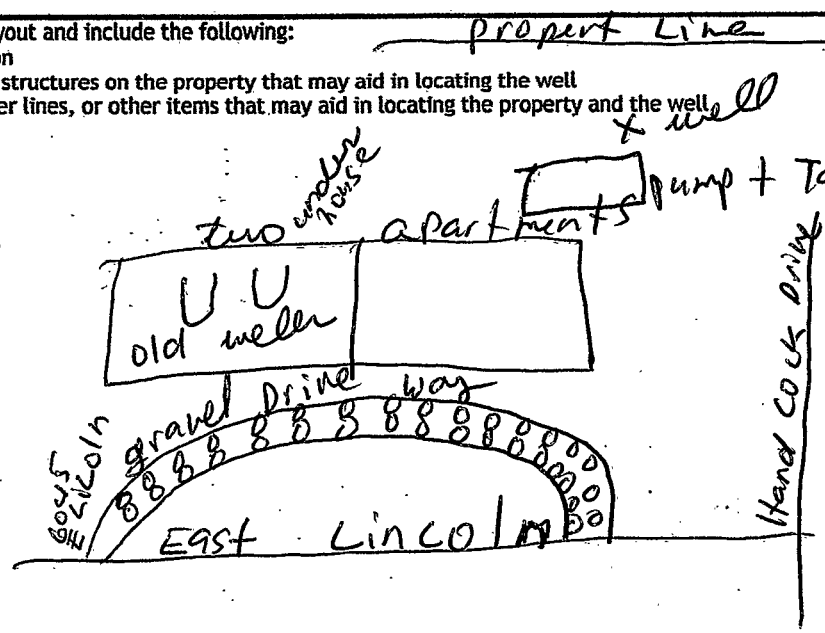 yout and include the following:
Propert Line
on
structures on the property that may aid in locating the well
er lines, or other items that may aid in locating the property and the well
x well
pump + Ta
under
house
two apartments
old
gravel Drive way
Hand Cock Drive
East Lincoln